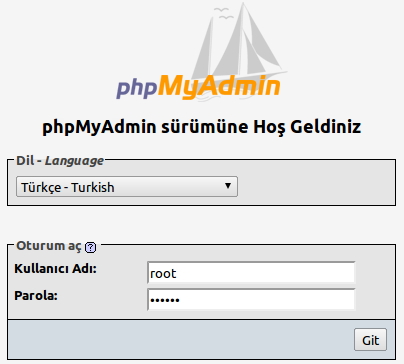 phpMyAdmin
phpMyAdmin sürümüne Hoş Geldiniz
Dil - Language
Türkçe - Turkish
Oturum aç
Kullanıcı Adı:
root
Parola:
••••••
Git